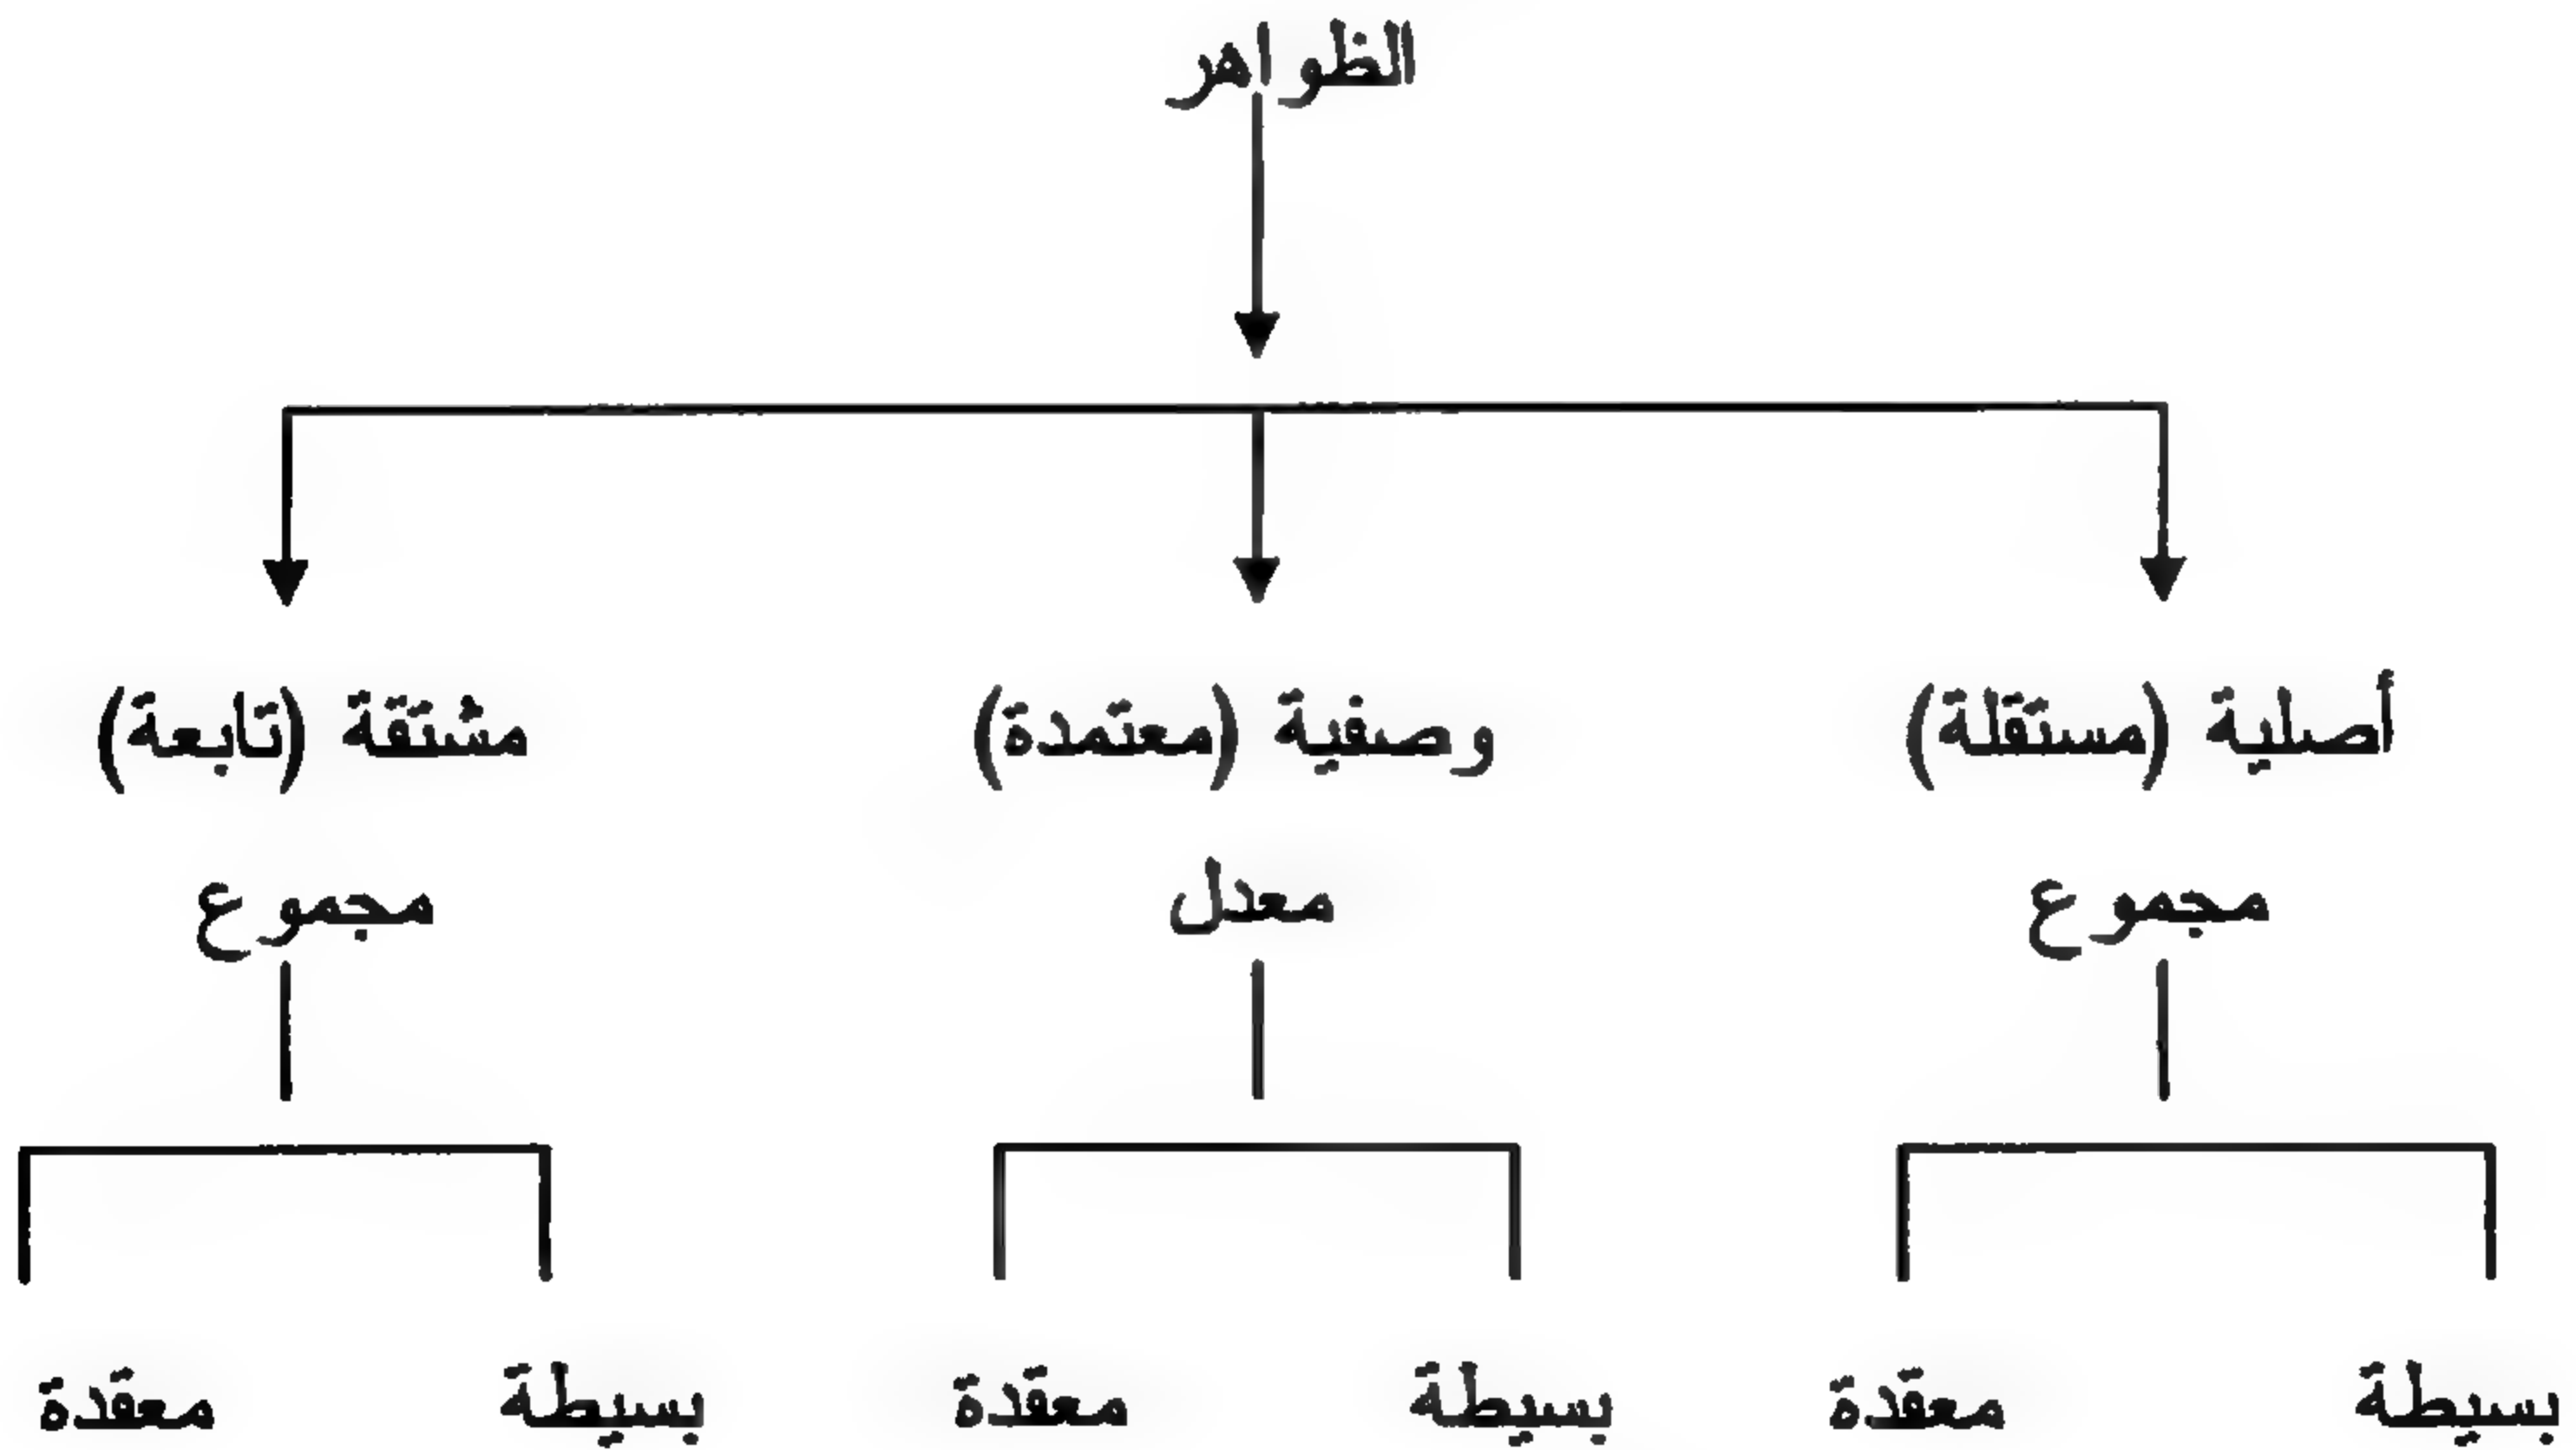 الظواهر
أصلية (مستقلة) وصفية (معتمدة) مشتقة (تابعة)
مجموع معدل مجموع
بسيطة معقدة بسيطة معقدة بسيطة معقدة